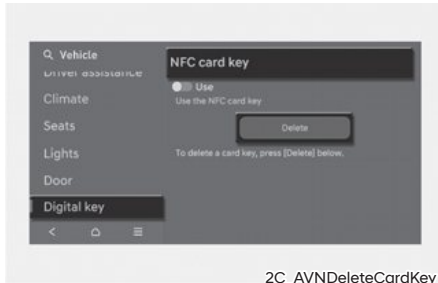 Vehicle
Driver assistance
Climate
Seats
Lights
Door
Digital key
NFC card key
Use
Use the NFC card key
Delete
To delete a card key, press [Delete] below.
2C_AVNDeleteCardKey